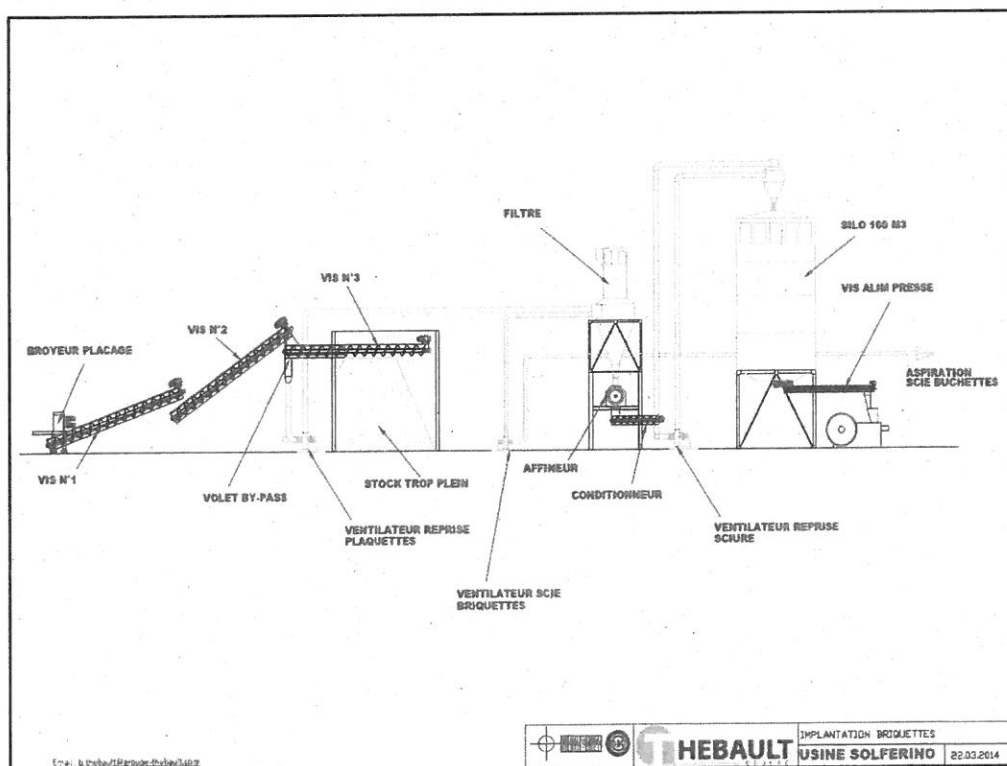 FILTRE
SILO 160 M3
VIS N°3
VIS ALIM PRESSE
VIS N°2
BROYEUR PLACAGE
ASPIRATION
SCIE BUCHETTES
VIS N°1
VOLET BY-PASS
STOCK TROP PLEIN
AFFINEUR
CONDITIONNEUR
VENTILATEUR REPRISE
PLAQUETTES
VENTILATEUR REPRISE
SCIURE
VENTILATEUR SCIE
BRIQUETTES
THEBAULT
IMPLANTATION BRIQUETTES
USINE SOLFERINO 22.03.2014